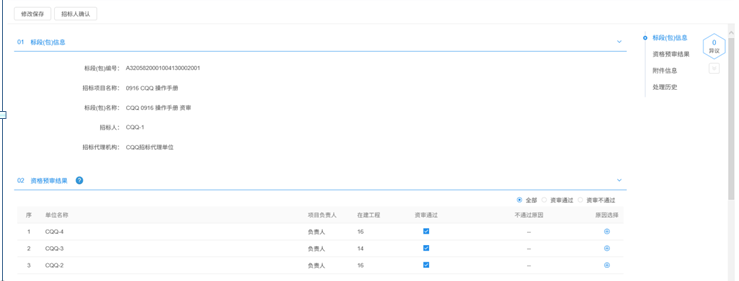 修改保存 招标人确认
01 标段(包)信息
标段(包)编号: A3205820001004130002001
招标项目名称: 0916 CQQ 操作手册
标段(包)名称: CQQ 0916 操作手册 资审
招标人: CQQ-1
招标代理机构: CQQ招标代理单位
02 资格预审结果 ?
全部 资审通过 资审不通过
序 单位名称 项目负责人 在建工程 资审通过 不通过原因 原因选择
1 CQQ-4 负责人 16 --
2 CQQ-3 负责人 14 --
3 CQQ-2 负责人 16 --
标段(包)信息
资格预审结果
附件信息
处理历史
0
异议